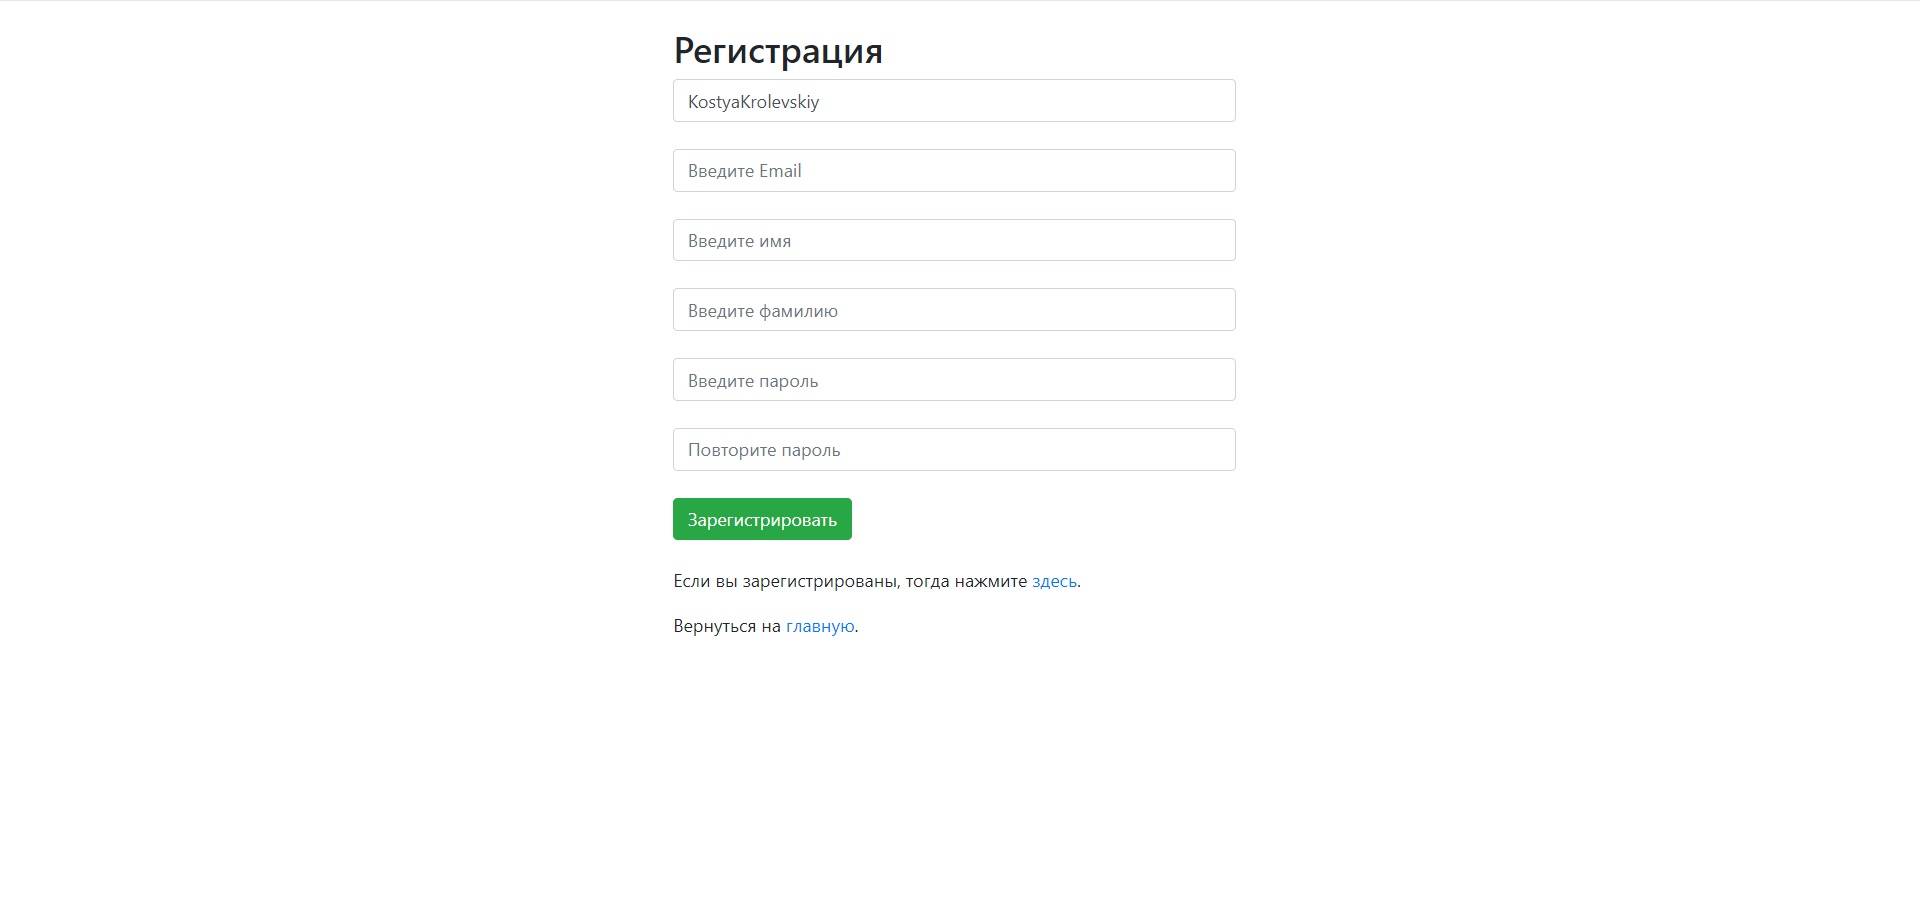 Регистрация
KostyaKrolevskiy
Введите Email
Введите имя
Введите фамилию
Введите пароль
Повторите пароль
Зарегистрировать
Если вы зарегистрированы, тогда нажмите здесь.
Вернуться на главную.